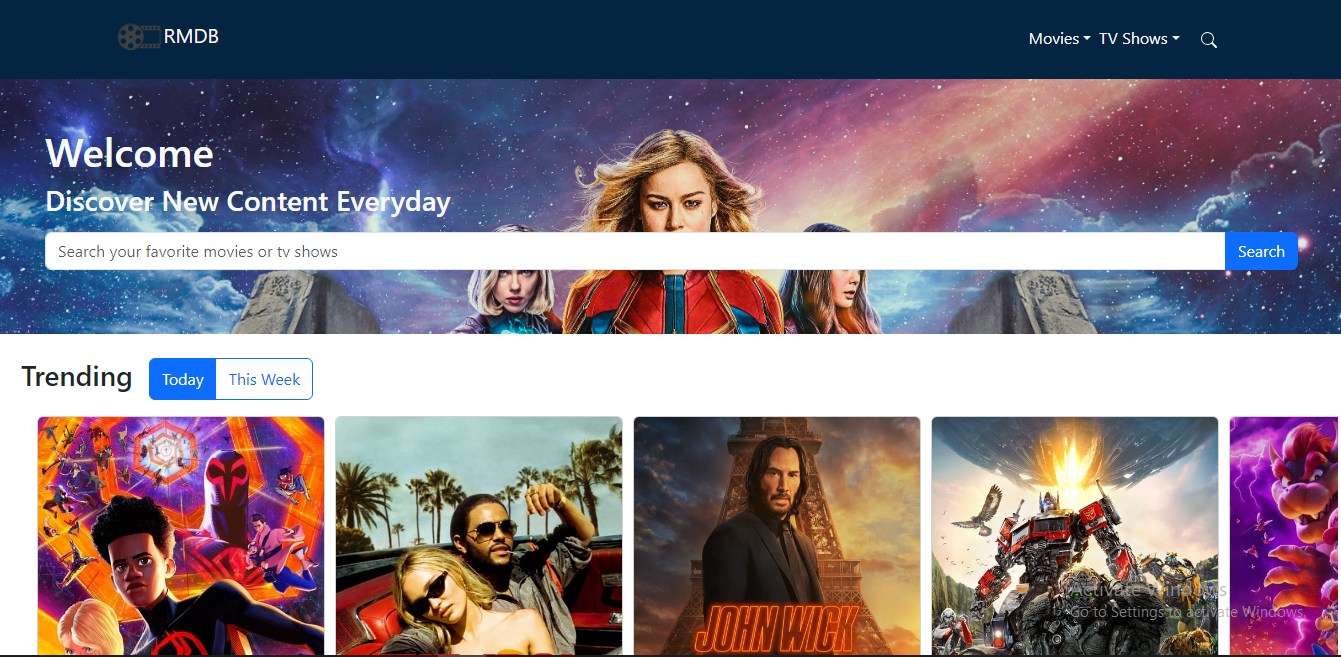 RMDB
Movies TV Shows
Welcome
Discover New Content Everyday
Search your favorite movies or tv shows
Search
Trending
Today
This Week
JOHN WICK
Activate Windows
Go to Settings to activate Windows.